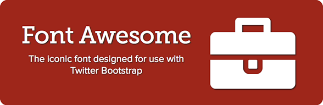 Font Awesome
The iconic font designed for use with
Twitter Bootstrap